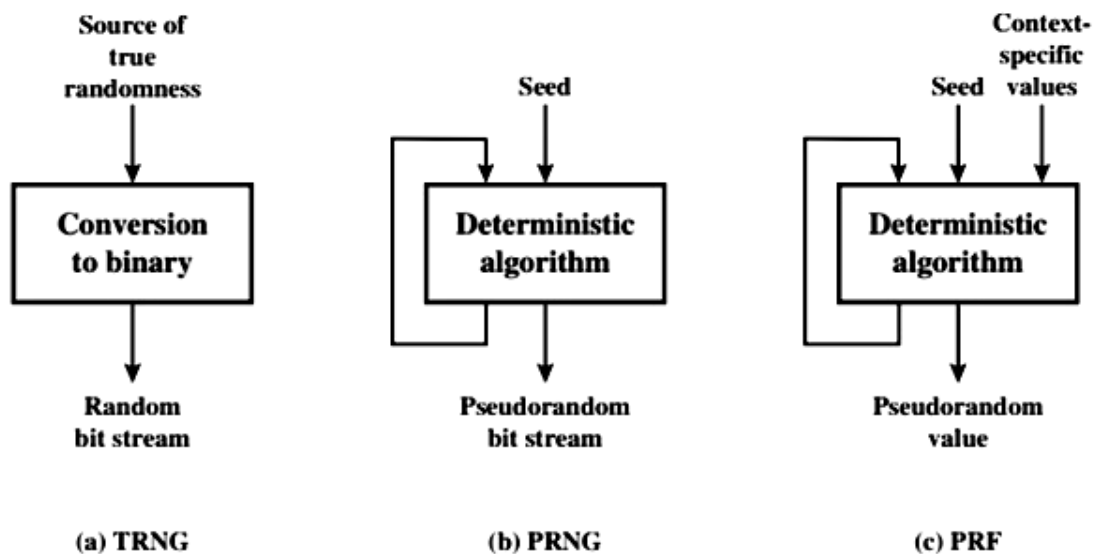 Source of
true
randomness
Conversion
to binary
Random
bit stream
(a) TRNG
Seed
Deterministic
algorithm
Pseudorandom
bit stream
(b) PRNG
Context-
specific
values
Seed
Deterministic
algorithm
Pseudorandom
value
(c) PRF